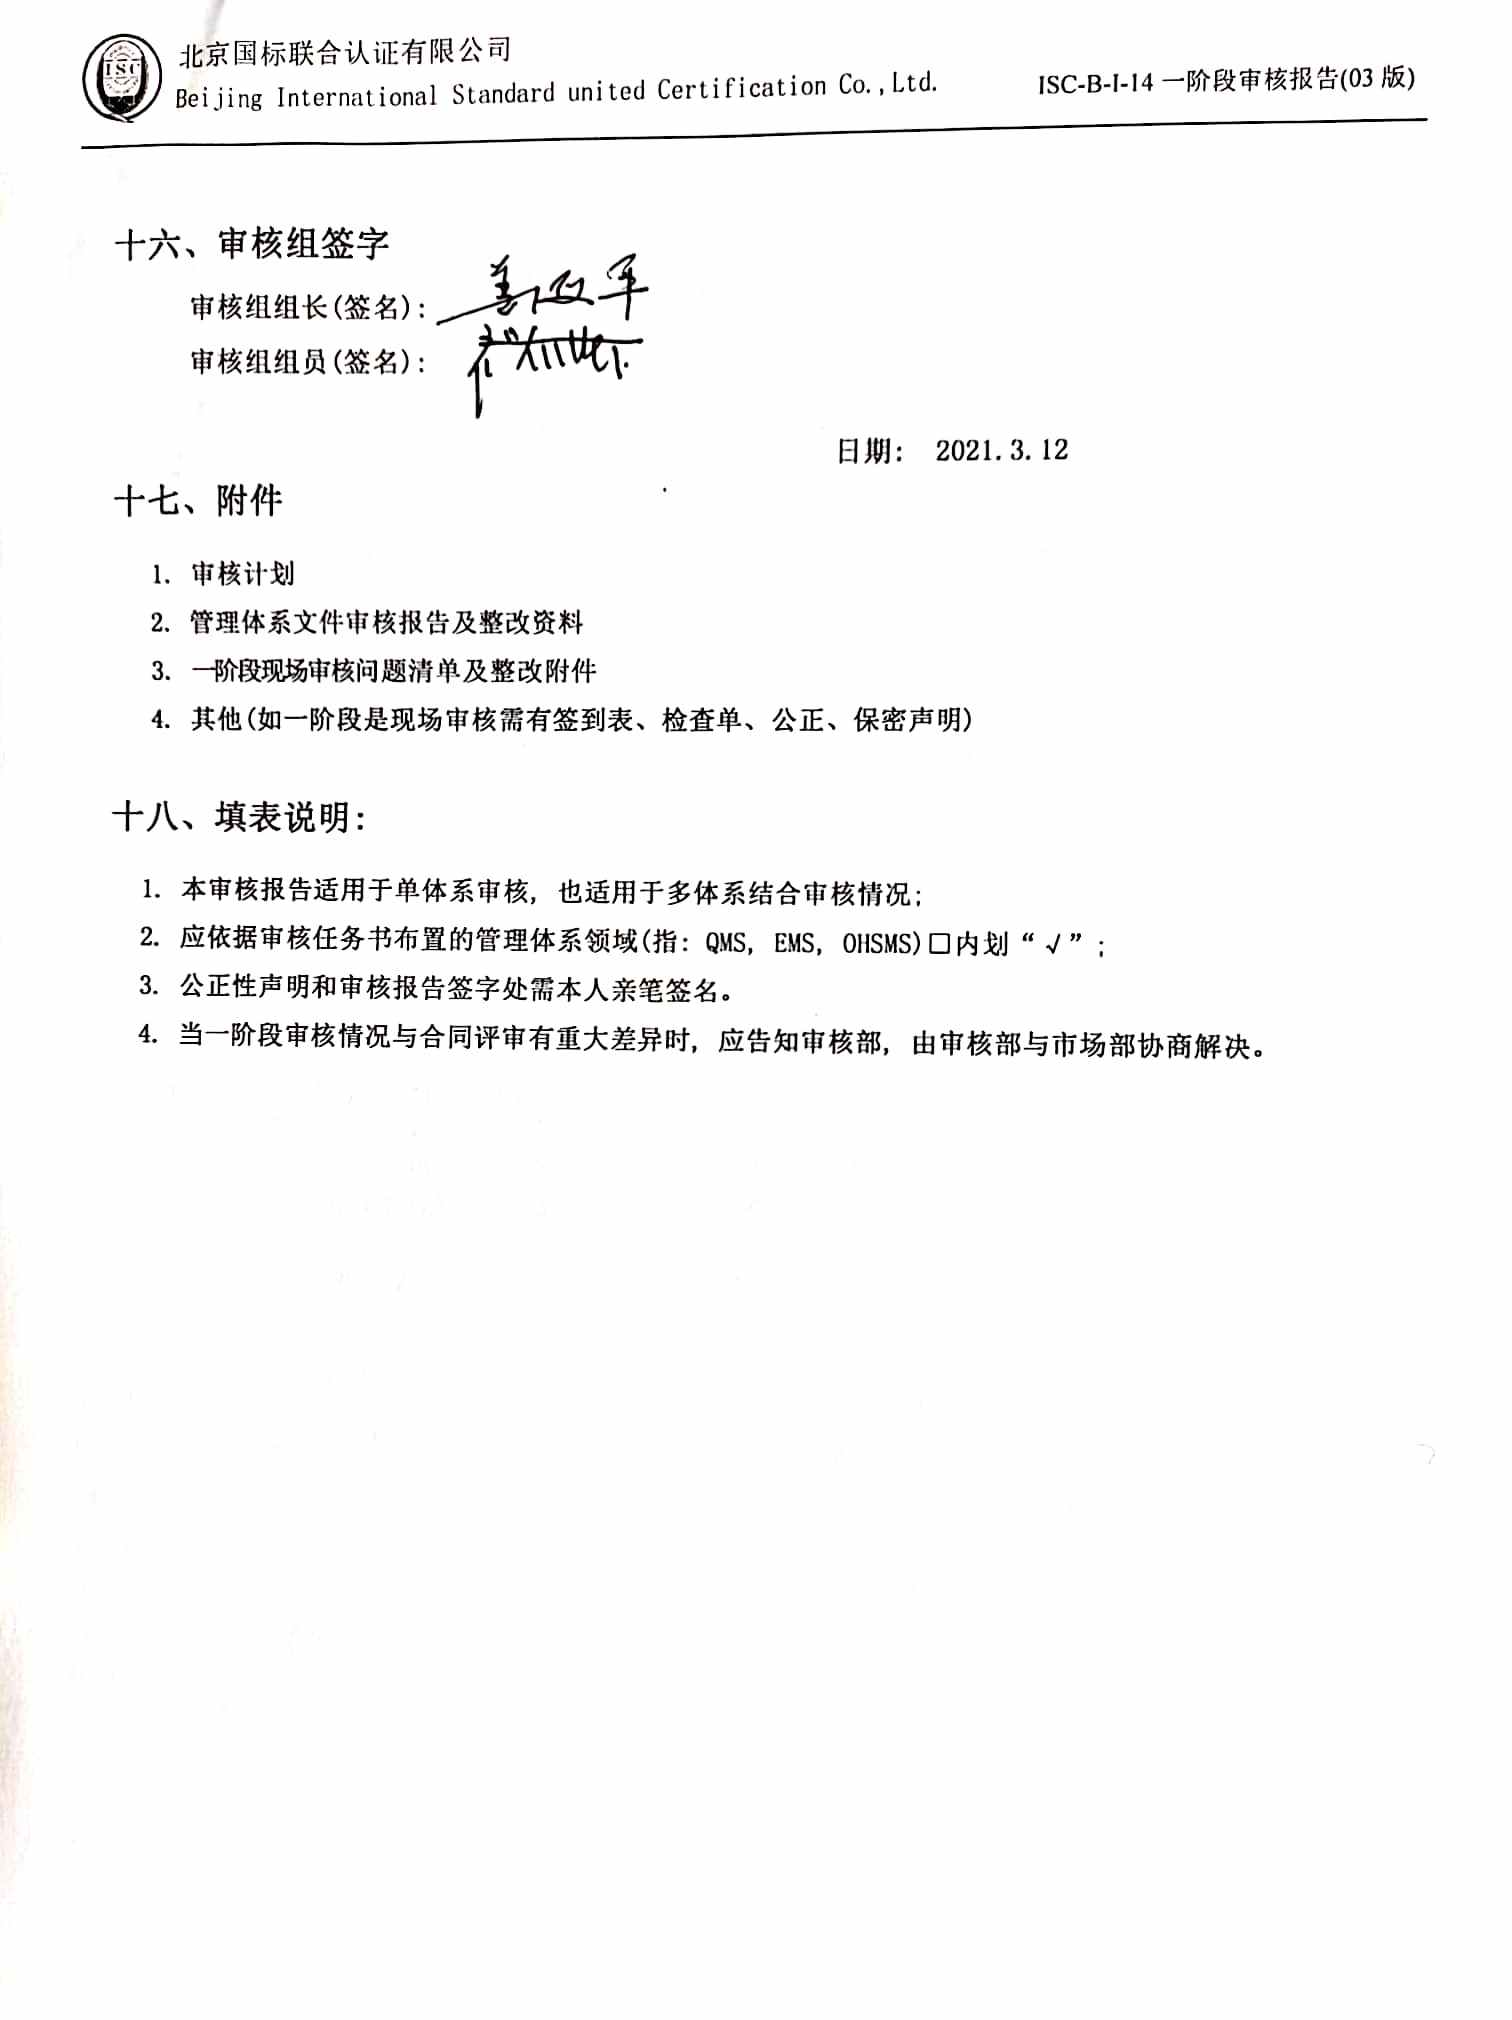 ISC
北京国标联合认证有限公司
Beijing International Standard united Certification Co.,Ltd.
ISC-B-I-14 一阶段审核报告(03 版)
十六、审核组签字
审核组组长(签名):
审核组组员(签名):
日期: 2021.3.12
十七、附件
1. 审核计划
2. 管理体系文件审核报告及整改资料
3. 一阶段现场审核问题清单及整改附件
4. 其他(如一阶段是现场审核需有签到表、检查单、公正、保密声明)
十八、填表说明:
1. 本审核报告适用于单体系审核, 也适用于多体系结合审核情况;
2. 应依据审核任务书布置的管理体系领域(指: QMS, EMS, OHSMS)□内划“√”;
3. 公正性声明和审核报告签字处需本人亲笔签名。
4. 当一阶段审核情况与合同评审有重大差异时, 应告知审核部, 由审核部与市场部协商解决。